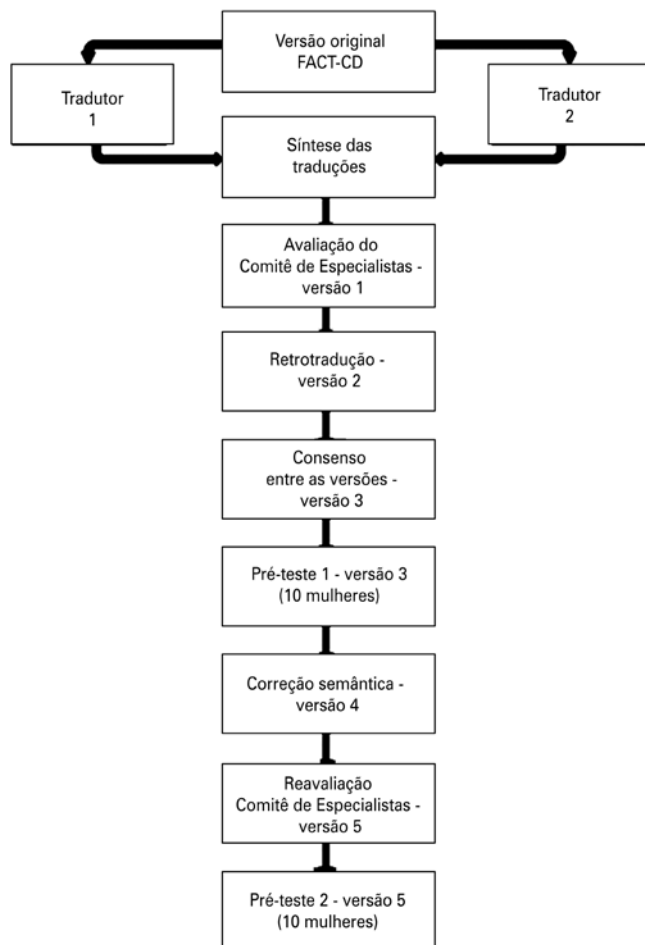 Versão original
FACT-CD
Tradutor
1
Tradutor
2
Síntese das
traduções
Avaliação do
Comitê de Especialistas -
versão 1
Retrotradução -
versão 2
Consenso
entre as versões -
versão 3
Pré-teste 1 - versão 3
(10 mulheres)
Correção semântica -
versão 4
Reavaliação
Comitê de Especialistas -
versão 5
Pré-teste 2 - versão 5
(10 mulheres)